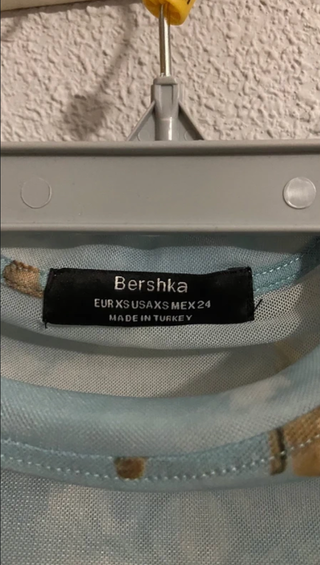 Bershka
EUR XS USA XS MEX 24
MADE IN TURKEY